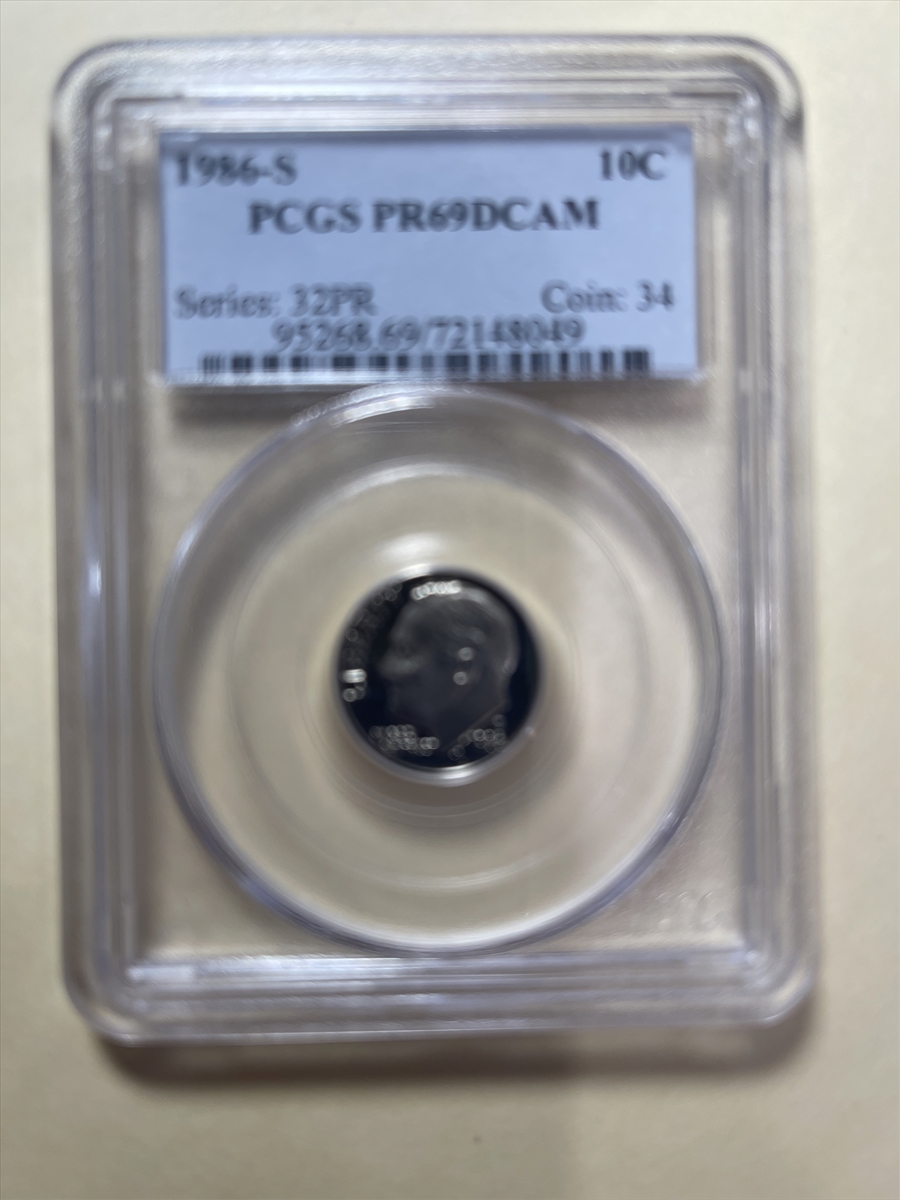 1986-S 10C
PCGS PR69DCAM
Series: 32PR Coin: 34
95268.69/72148049